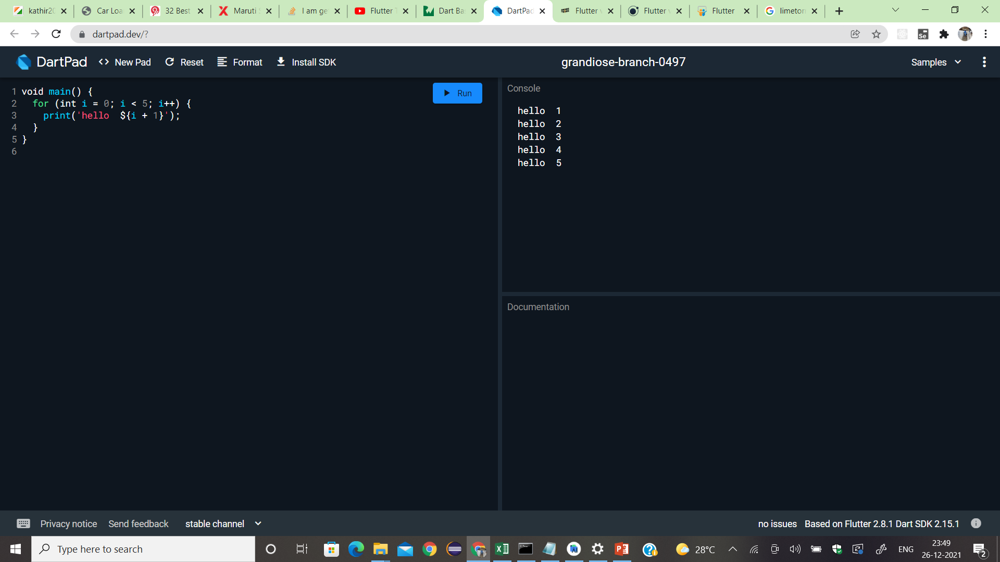 kathir20
Car Loa
32 Best
Maruti S
I am ge
Flutter T
Dart Ba
DartPad
Flutter v
Flutter v
Flutter
limetorr
dartpad.dev/?
DartPad
<> New Pad
Reset
Format
Install SDK
grandiose-branch-0497
Samples
1 void main() {
2   for (int i = 0; i < 5; i++) {
3     print('hello  ${i + 1}');
4   }
5 }
6
Run
Console
hello  1
hello  2
hello  3
hello  4
hello  5
Documentation
Privacy notice
Send feedback
stable channel
no issues
Based on Flutter 2.8.1 Dart SDK 2.15.1
Type here to search
28°C
ENG
23:49
26-12-2021
2